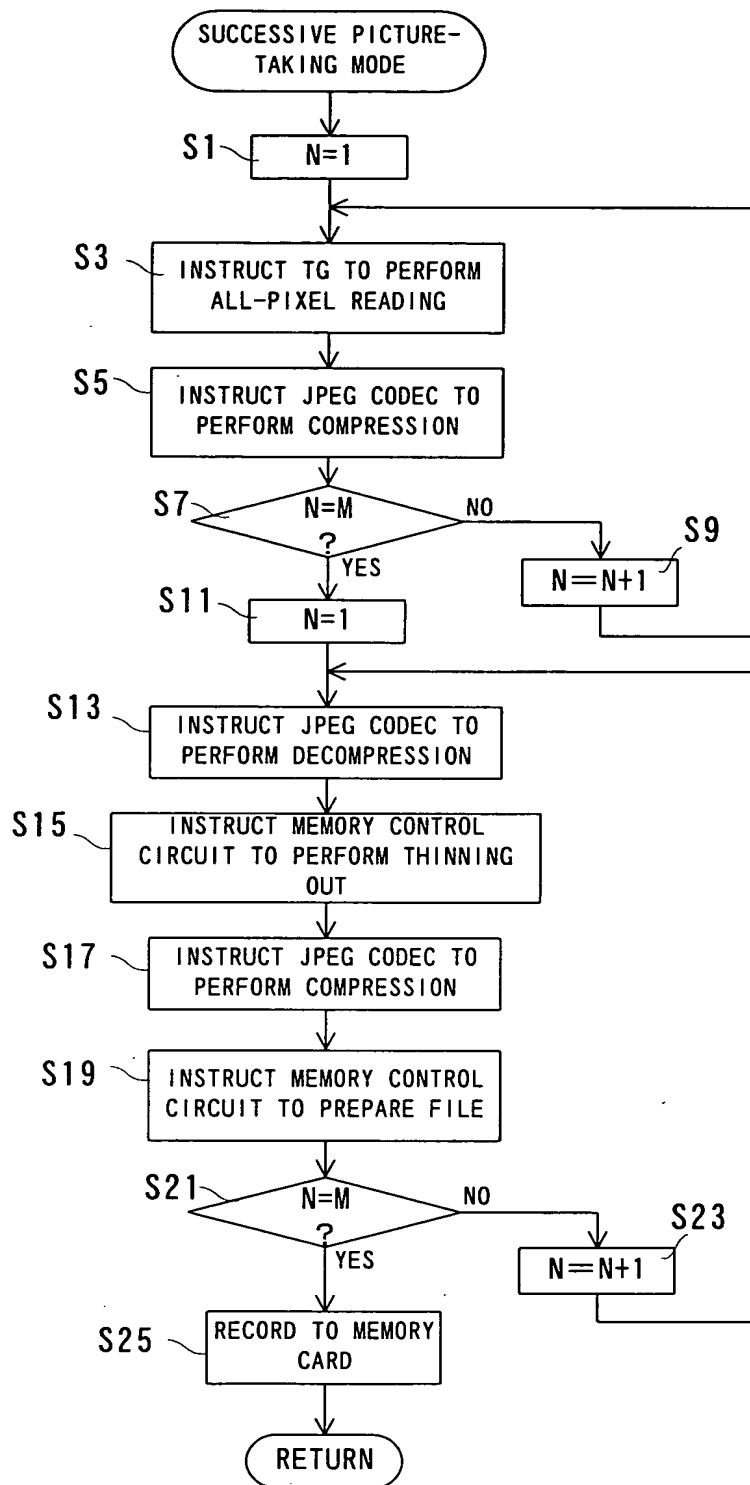 SUCCESSIVE PICTURE-
TAKING MODE
S1
N=1
S3
INSTRUCT TG TO PERFORM
ALL-PIXEL READING
S5
INSTRUCT JPEG CODEC TO
PERFORM COMPRESSION
S7
N=M
?
NO
YES
S9
N=N+1
S11
N=1
S13
INSTRUCT JPEG CODEC TO
PERFORM DECOMPRESSION
S15
INSTRUCT MEMORY CONTROL
CIRCUIT TO PERFORM THINNING
OUT
S17
INSTRUCT JPEG CODEC TO
PERFORM COMPRESSION
S19
INSTRUCT MEMORY CONTROL
CIRCUIT TO PREPARE FILE
S21
N=M
?
NO
YES
S23
N=N+1
S25
RECORD TO MEMORY
CARD
RETURN